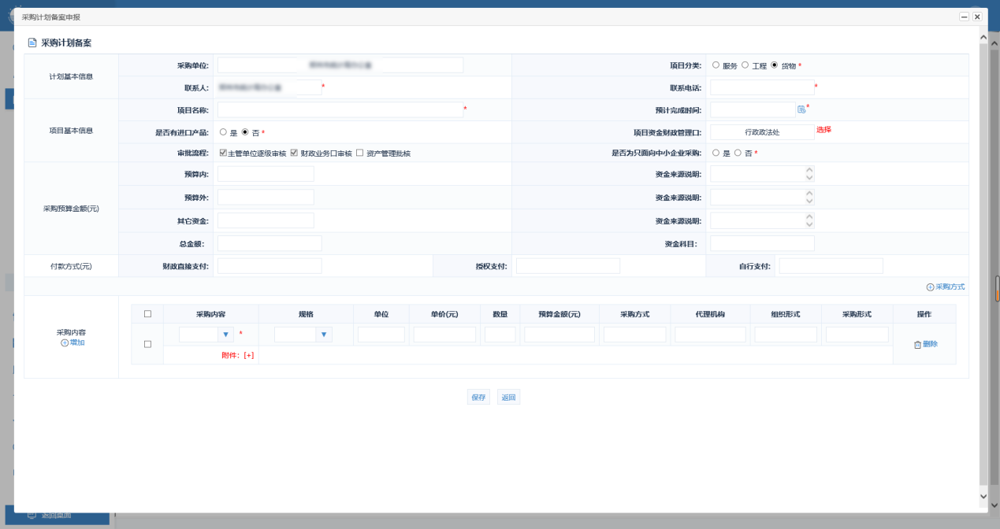 采购计划备案申报
采购计划备案
计划基本信息
采购单位:
项目分类: 服务 工程 货物 *
联系人: *
联系电话: *
项目基本信息
项目名称: *
预计完成时间: *
是否有进口产品: 是 否 *
项目资金财政管理口: 行政政法处 选择
审批流程: 主管单位逐级审核 财政业务口审核 资产管理批核
是否为只面向中小企业采购: 是 否 *
采购预算金额(元)
预算内:
资金来源说明:
预算外:
资金来源说明:
其它资金:
资金来源说明:
总金额:
资金科目:
付款方式(元)
财政直接支付:
授权支付:
自行支付:
采购方式
采购内容
增加
采购内容 规格 单位 单价(元) 数量 预算金额(元) 采购方式 代理机构 组织形式 采购形式 操作
*
删除
附件: [+]
保存 返回